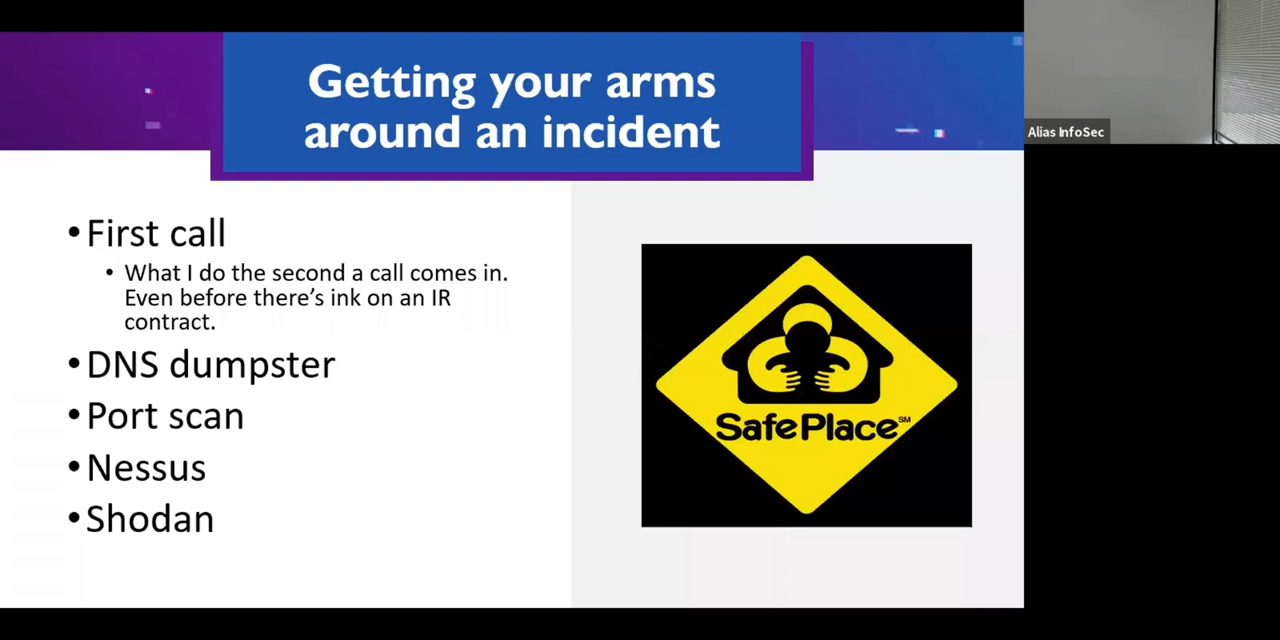 Getting your arms
around an incident
Alias InfoSec
•First call
• What I do the second a call comes in.
Even before there's ink on an IR
contract.
•DNS dumpster
•Port scan
•Nessus
•Shodan
SafePlace SM